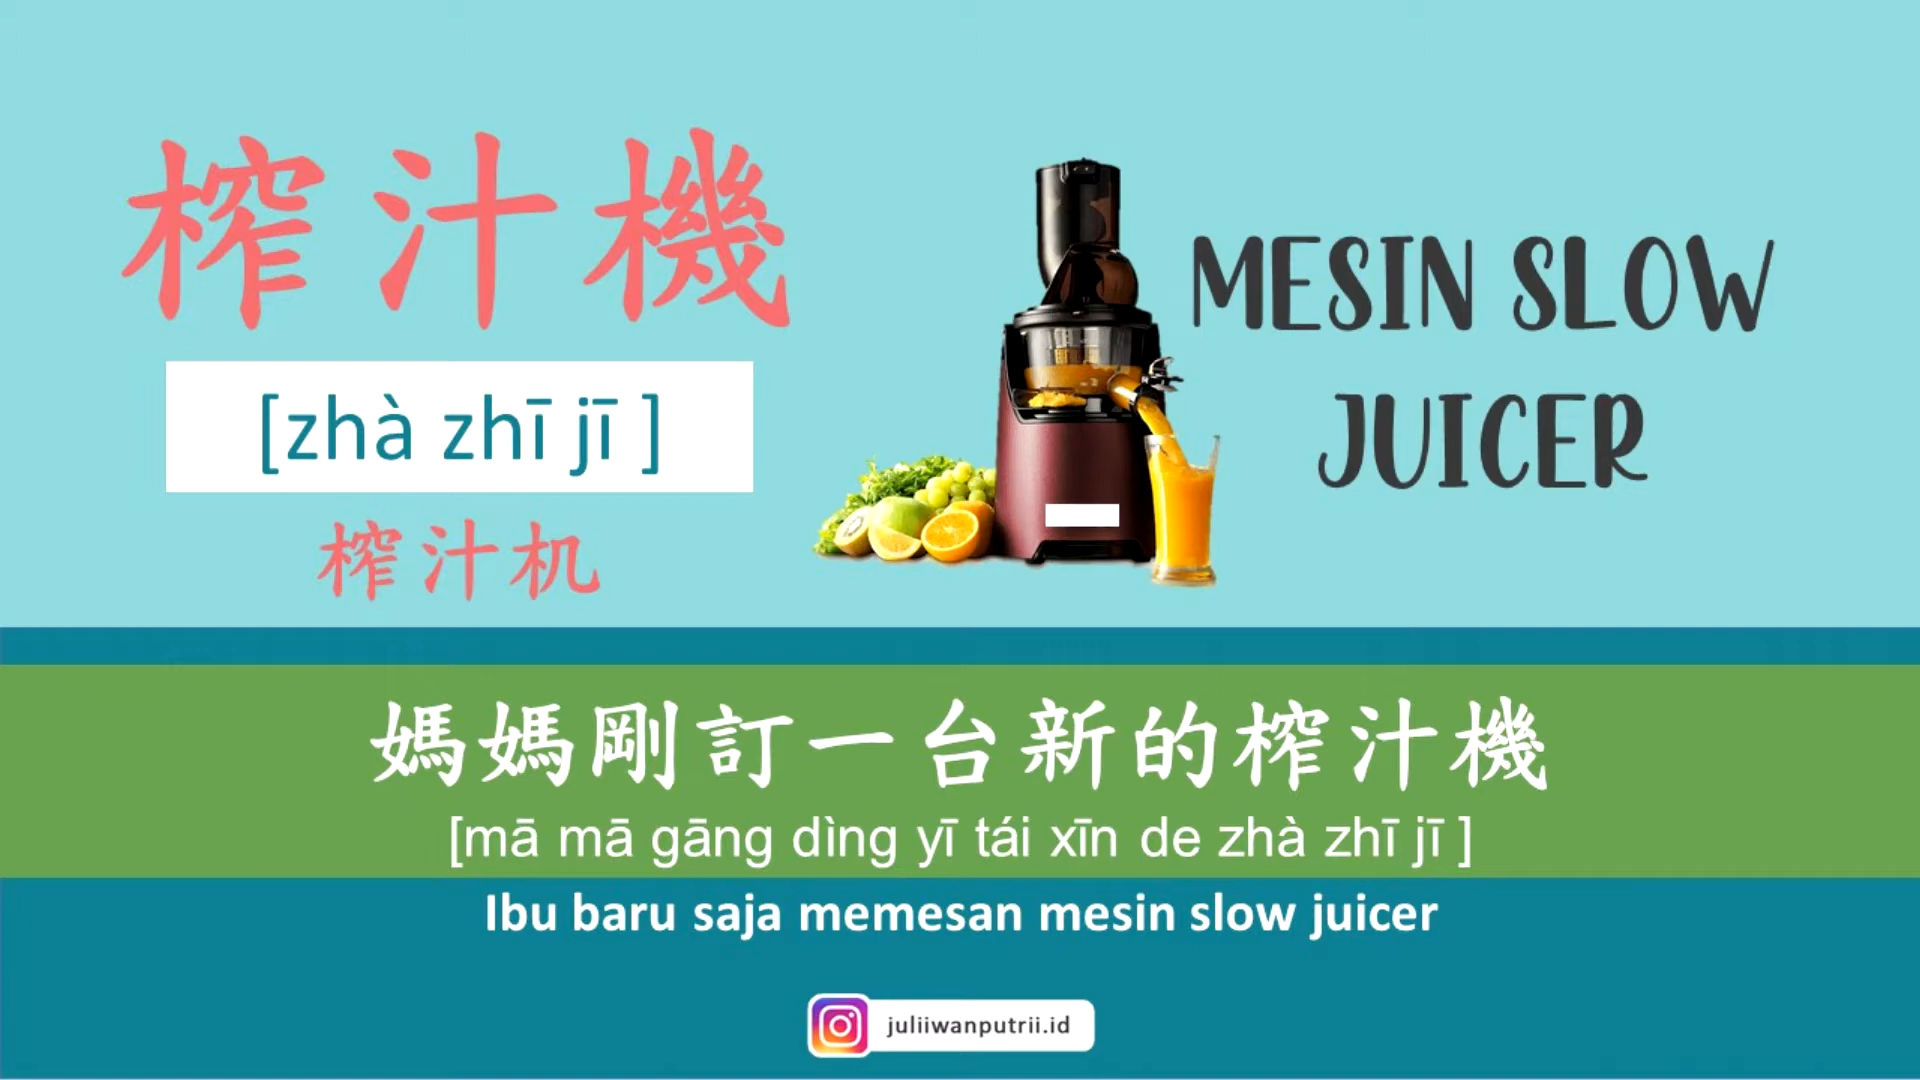 榨汁機
[zhà zhī jī ]
榨汁机
MESIN SLOW
JUICER
媽媽剛訂一台新的榨汁機
[mā mā gāng dìng yī tái xīn de zhà zhī jī ]
Ibu baru saja memesan mesin slow juicer
juliiwanputrii.id